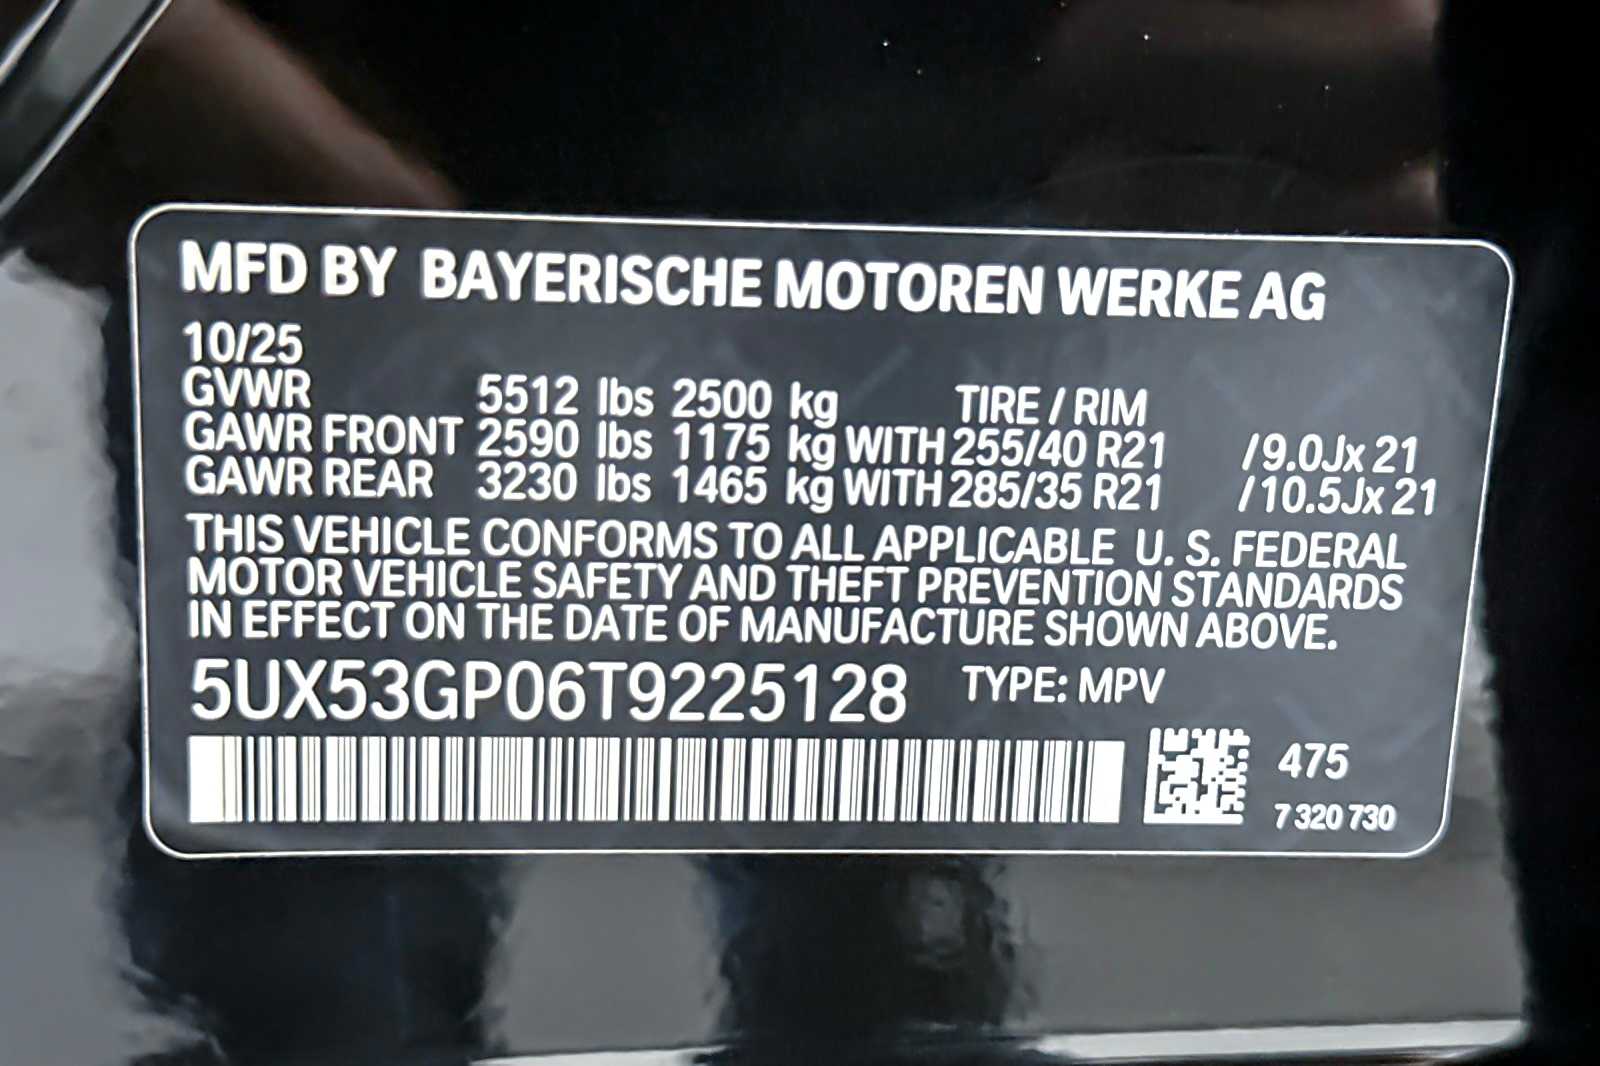 MFD BY BAYERISCHE MOTOREN WERKE AG
10/25
GVWR 5512 lbs 2500 kg TIRE / RIM
GAWR FRONT 2590 lbs 1175 kg WITH 255/40 R21 /9.0Jx 21
GAWR REAR 3230 lbs 1465 kg WITH 285/35 R21 /10.5Jx 21
THIS VEHICLE CONFORMS TO ALL APPLICABLE U. S. FEDERAL
MOTOR VEHICLE SAFETY AND THEFT PREVENTION STANDARDS
IN EFFECT ON THE DATE OF MANUFACTURE SHOWN ABOVE.
5UX53GP06T9225128 TYPE: MPV
475
7 320 730